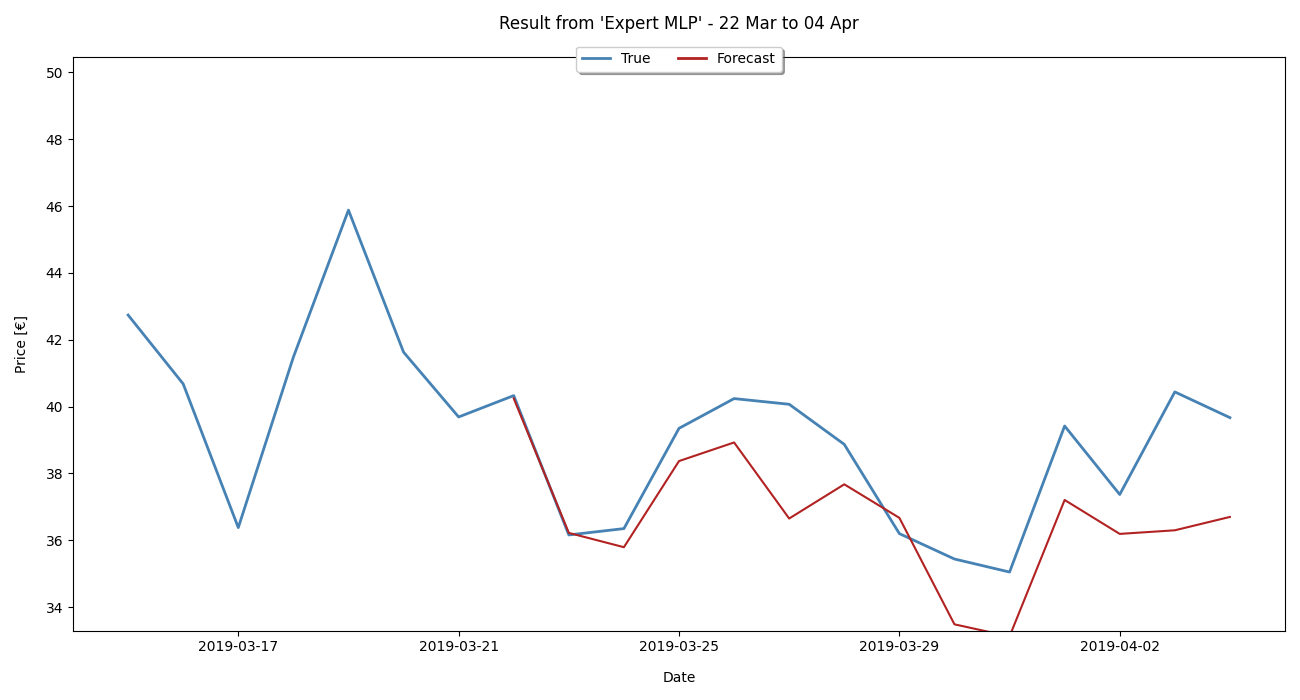 Result from 'Expert MLP' - 22 Mar to 04 Apr
True Forecast
50
48
46
44
42
40
38
36
34
Price [€]
2019-03-17 2019-03-21 2019-03-25 2019-03-29 2019-04-02
Date